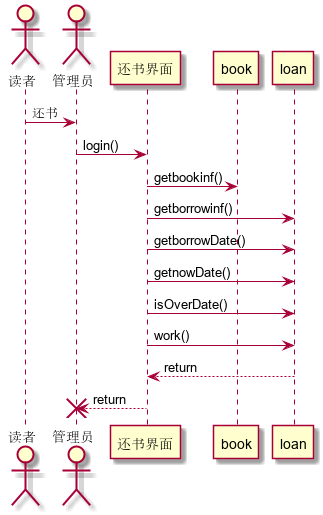 读者
管理员
还书界面
book
loan
还书
login()
getbookinf()
getborrowinf()
getborrowDate()
getnowDate()
isOverDate()
work()
return
return
读者
管理员
还书界面
book
loan